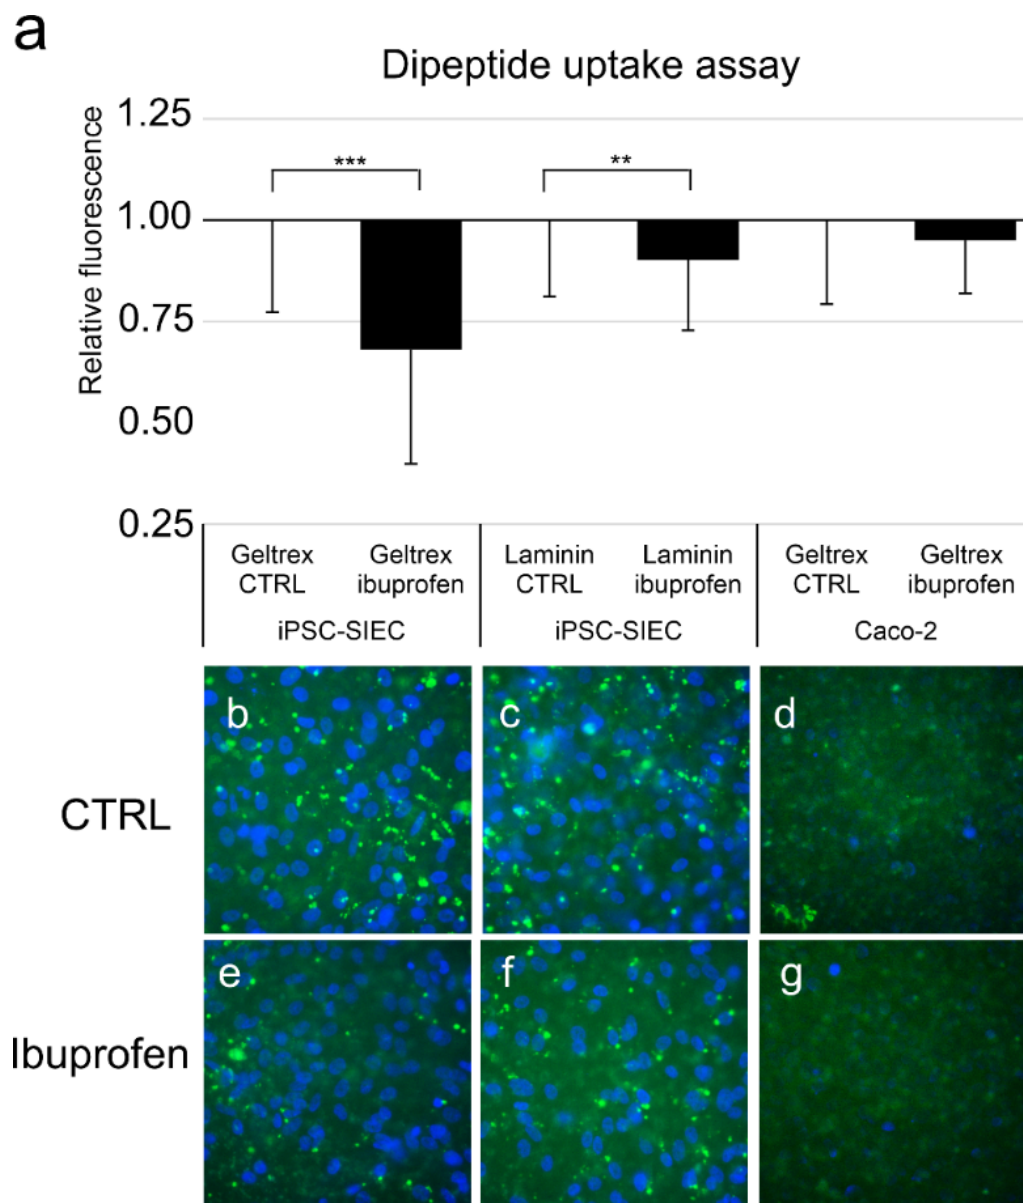 a
Dipeptide uptake assay
Relative fluorescence
1.25
1.00
0.75
0.50
0.25
***
**
Geltrex CTRL
Geltrex ibuprofen
Laminin CTRL
Laminin ibuprofen
Geltrex CTRL
Geltrex ibuprofen
iPSC-SIEC
iPSC-SIEC
Caco-2
CTRL
b
c
d
Ibuprofen
e
f
g